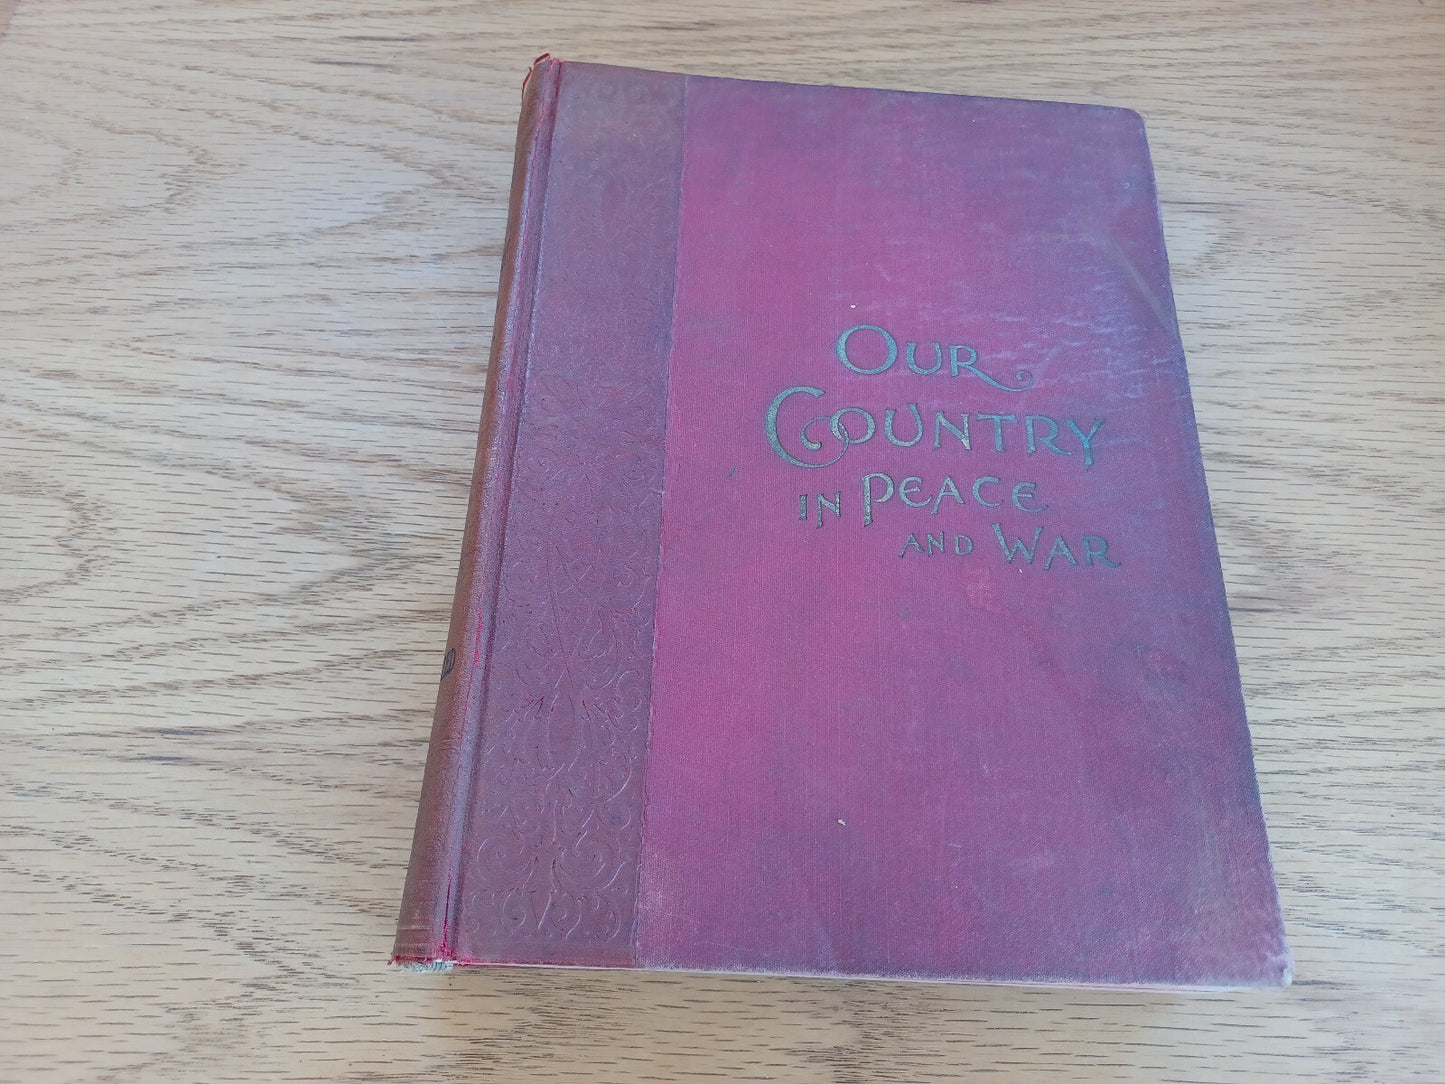 OUR
COUNTRY
IN PEACE
AND WAR